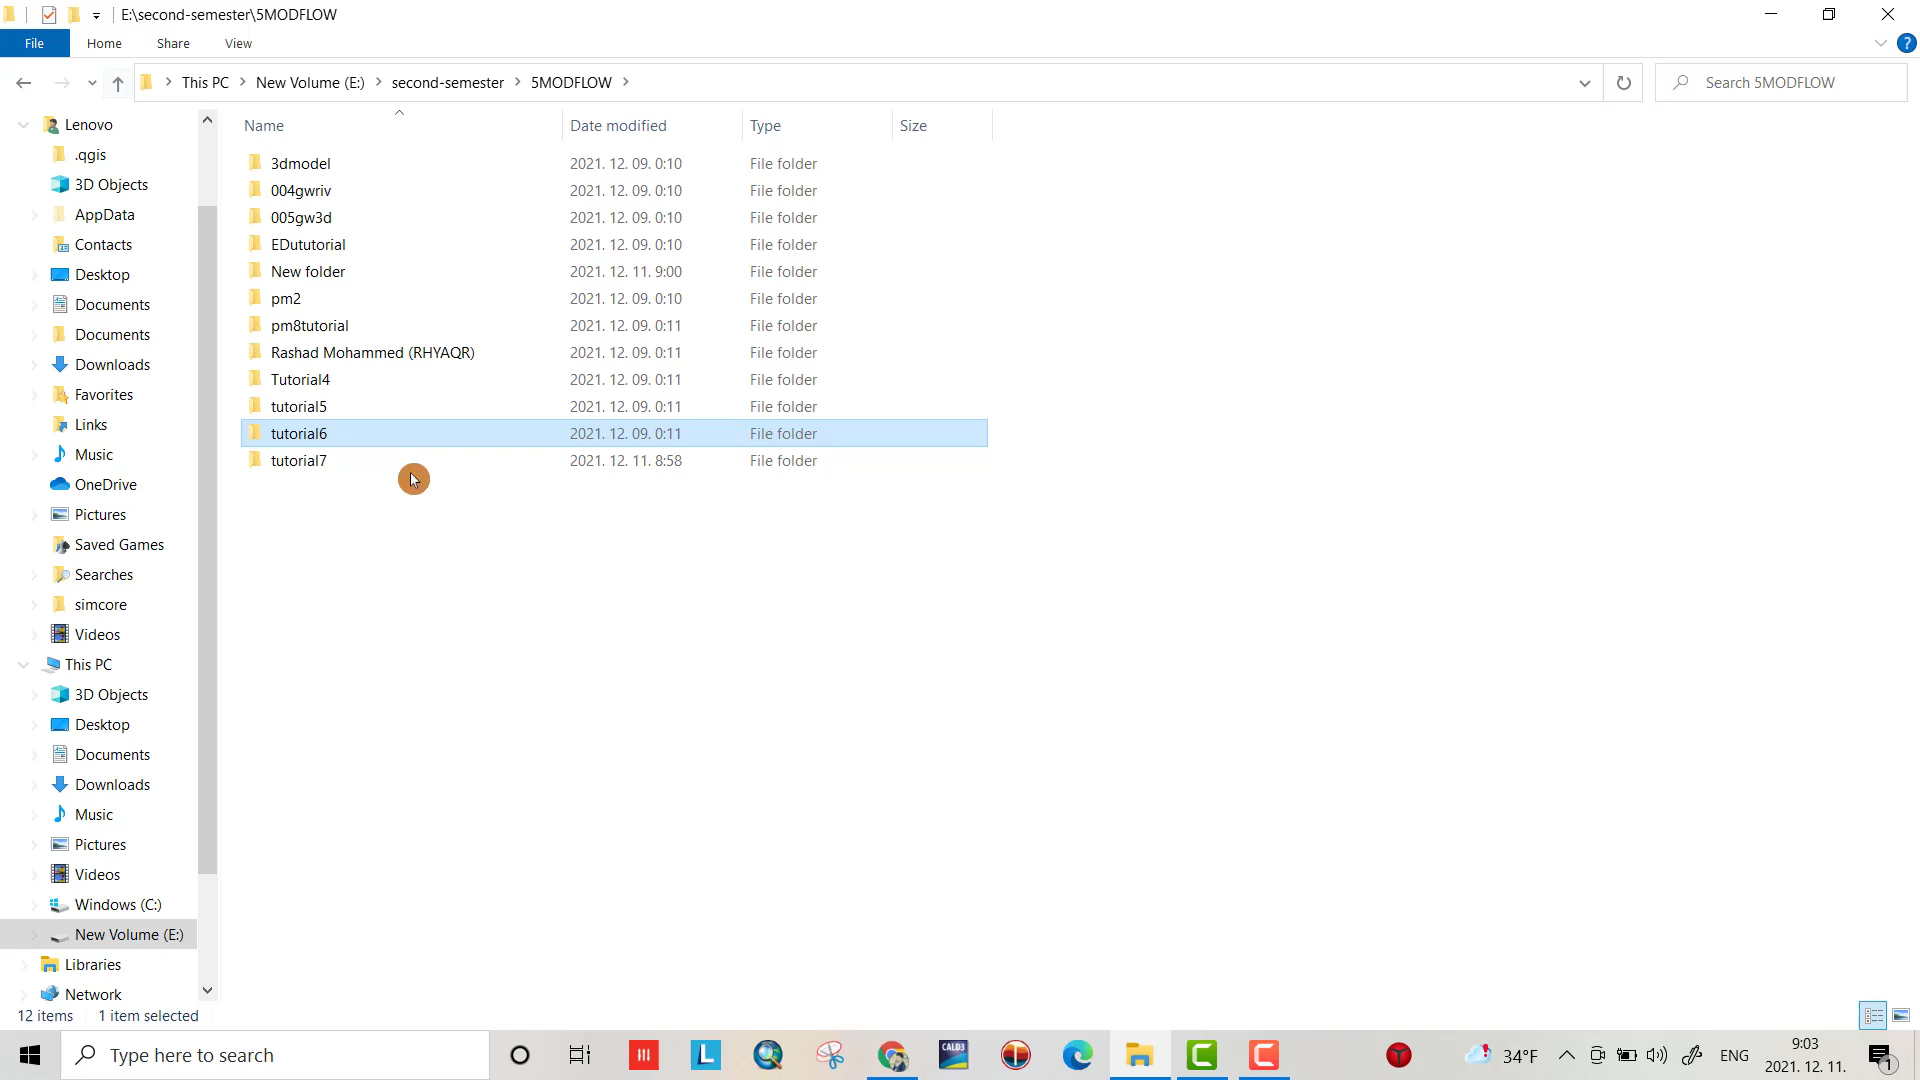 E:\second-semester\5MODFLOW
File Home Share View
This PC New Volume (E:) second-semester 5MODFLOW
Search 5MODFLOW
Lenovo
.qgis
3D Objects
AppData
Contacts
Desktop
Documents
Documents
Downloads
Favorites
Links
Music
OneDrive
Pictures
Saved Games
Searches
simcore
Videos
This PC
3D Objects
Desktop
Documents
Downloads
Music
Pictures
Videos
Windows (C:)
New Volume (E:)
Libraries
Network
Name Date modified Type Size
3dmodel 2021. 12. 09. 0:10 File folder
004gwriv 2021. 12. 09. 0:10 File folder
005gw3d 2021. 12. 09. 0:10 File folder
EDututorial 2021. 12. 09. 0:10 File folder
New folder 2021. 12. 11. 9:00 File folder
pm2 2021. 12. 09. 0:10 File folder
pm8tutorial 2021. 12. 09. 0:11 File folder
Rashad Mohammed (RHYAQR) 2021. 12. 09. 0:11 File folder
Tutorial4 2021. 12. 09. 0:11 File folder
tutorial5 2021. 12. 09. 0:11 File folder
tutorial6 2021. 12. 09. 0:11 File folder
tutorial7 2021. 12. 11. 8:58 File folder
12 items 1 item selected
Type here to search
L
CALD3
C
C
34°F
ENG
9:03
2021. 12. 11.
1